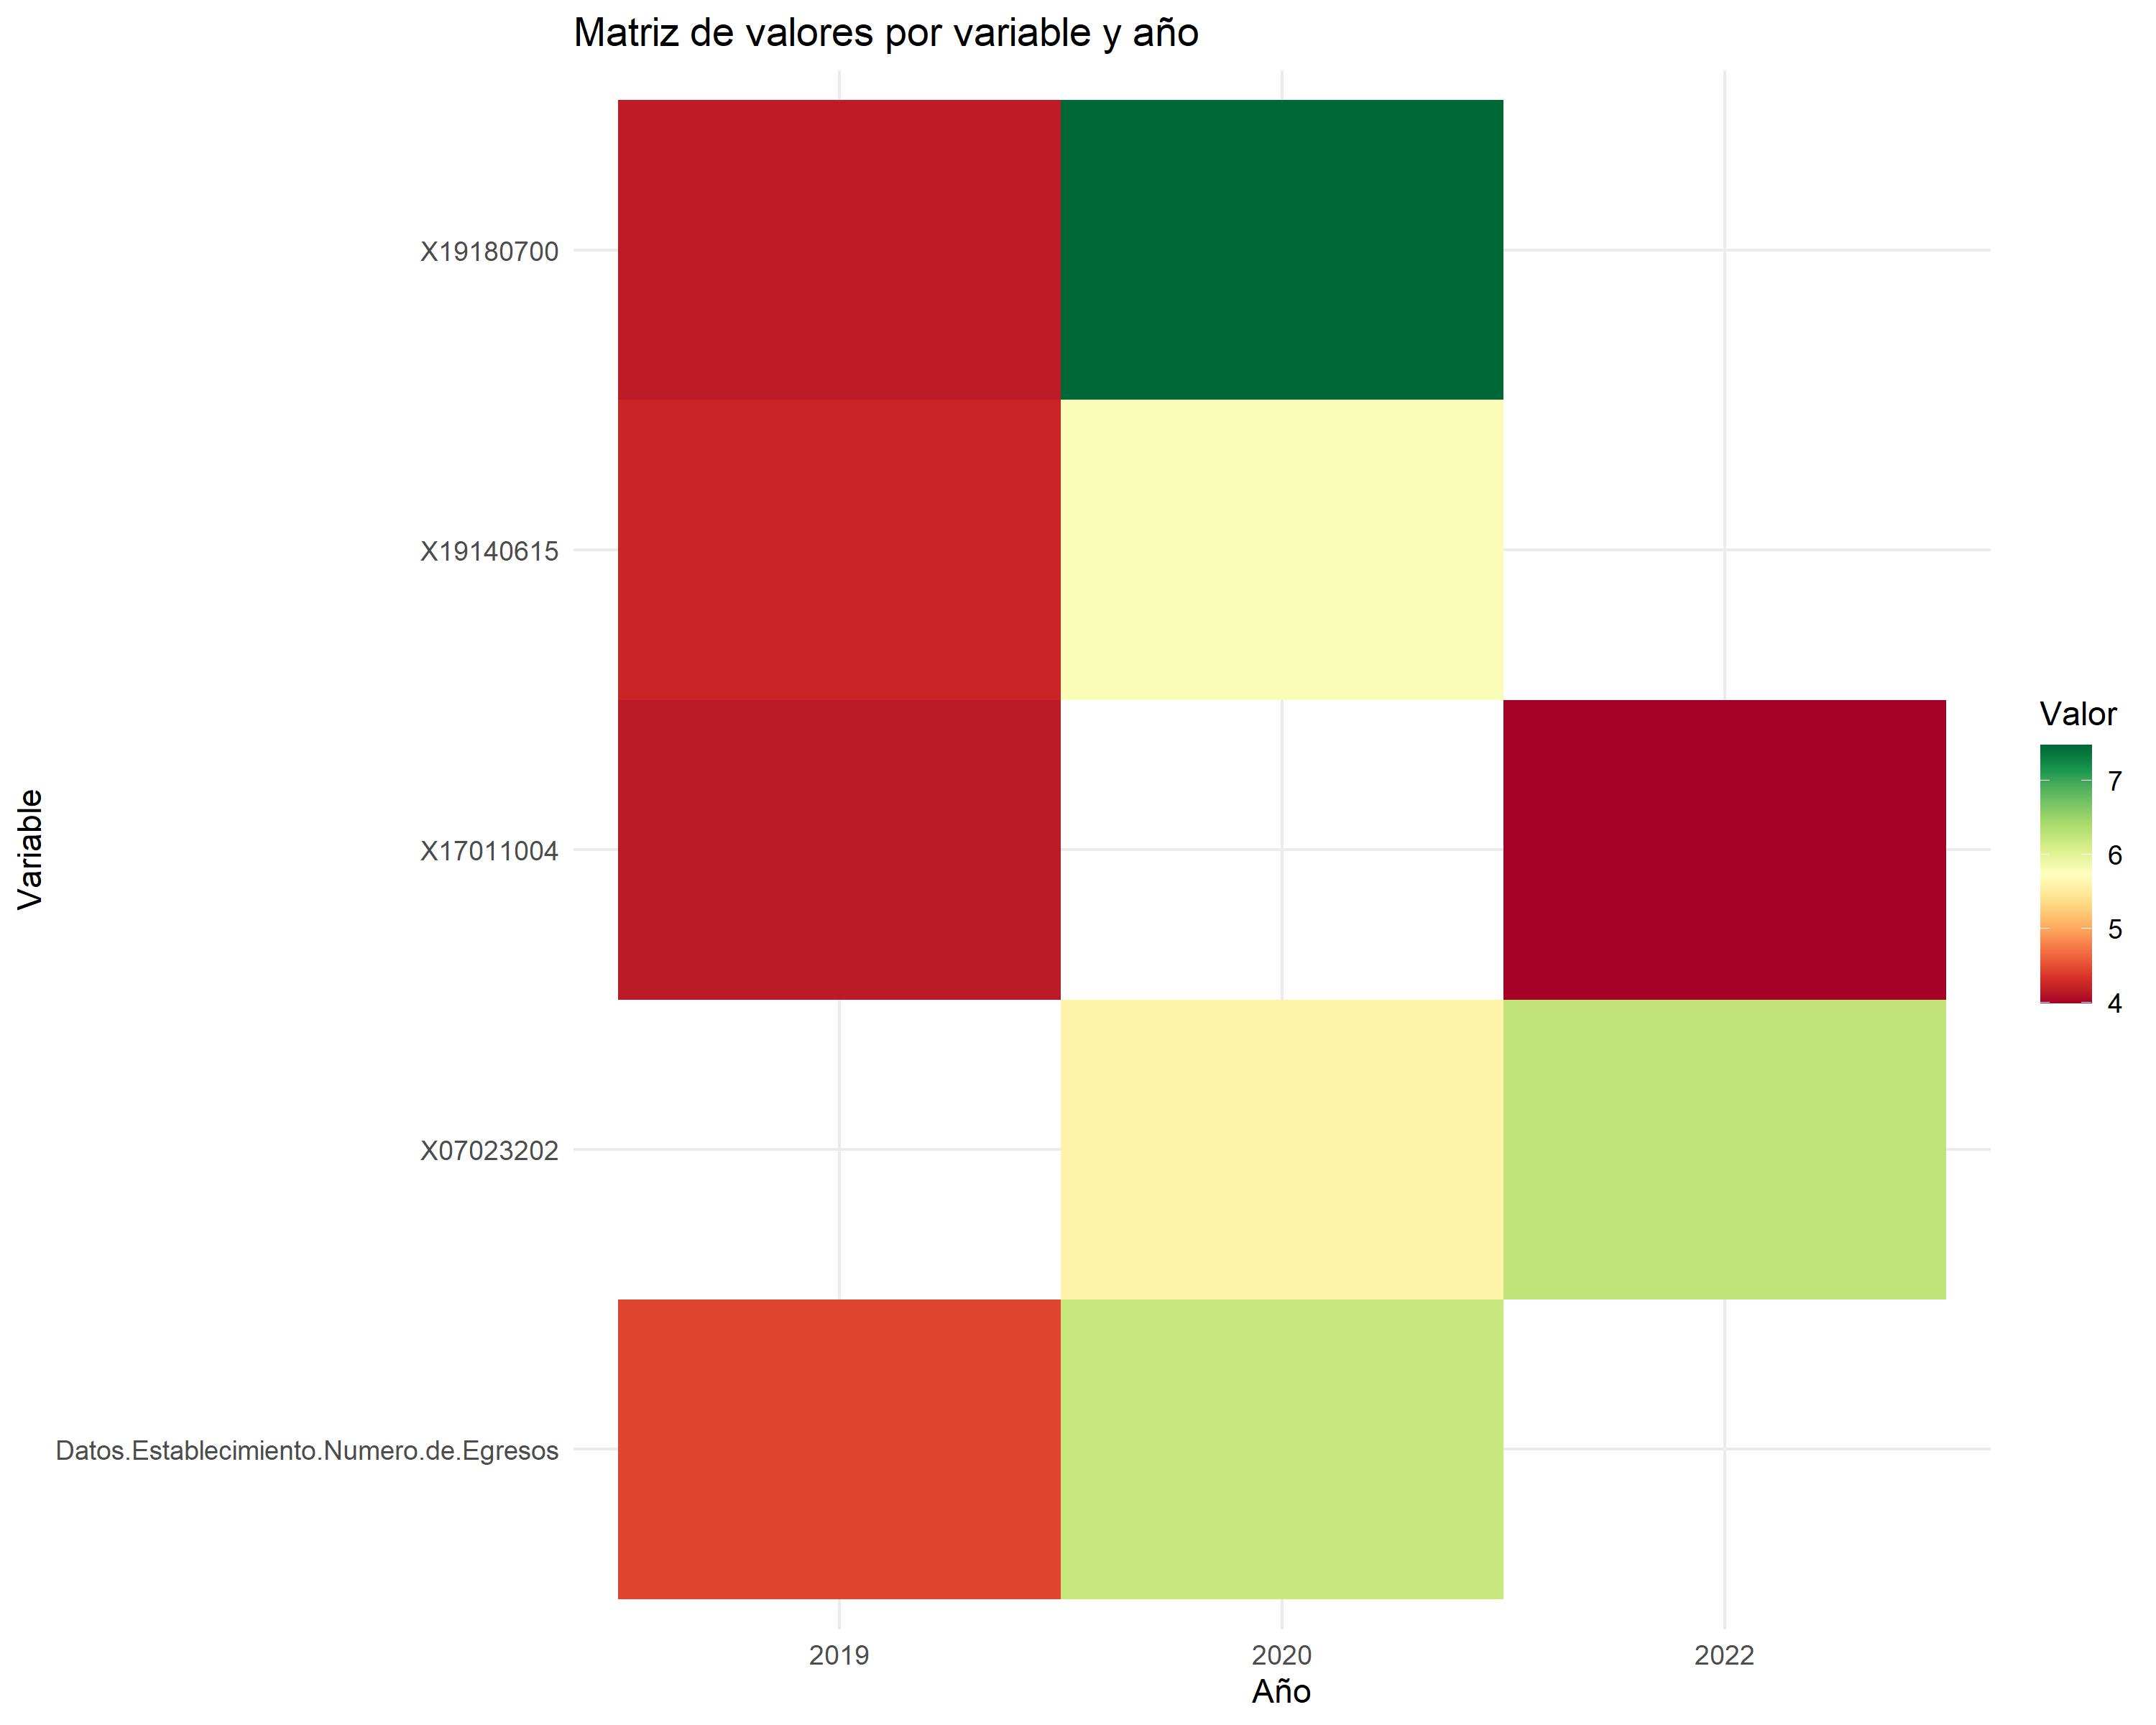 Matriz de valores por variable y año
Variable
X19180700
X19140615
X17011004
X07023202
Datos.Establecimiento.Numero.de.Egresos
2019
2020
2022
Año
Valor
7
6
5
4